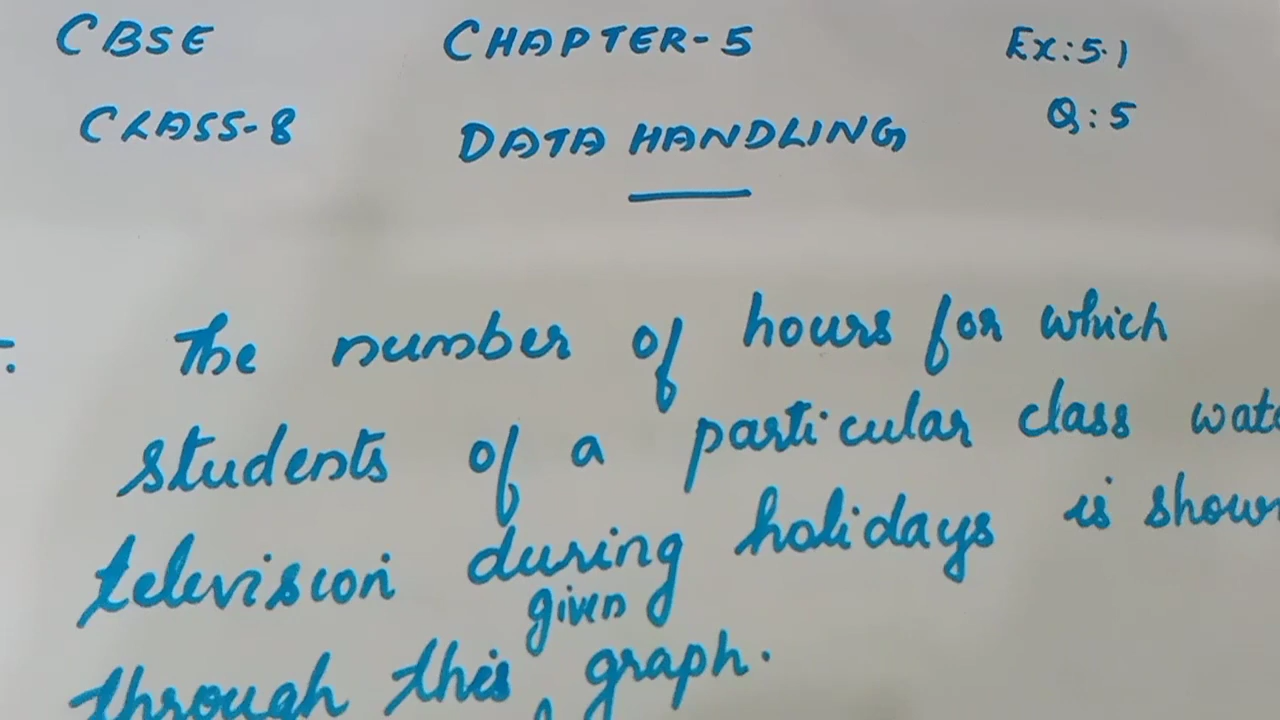 CBSE CHAPTER-5 Ex:5.1
CLASS-8 DATA HANDLING Q:5
The number of hours for which
students of a particular class
television during holidays is
given
through this graph.